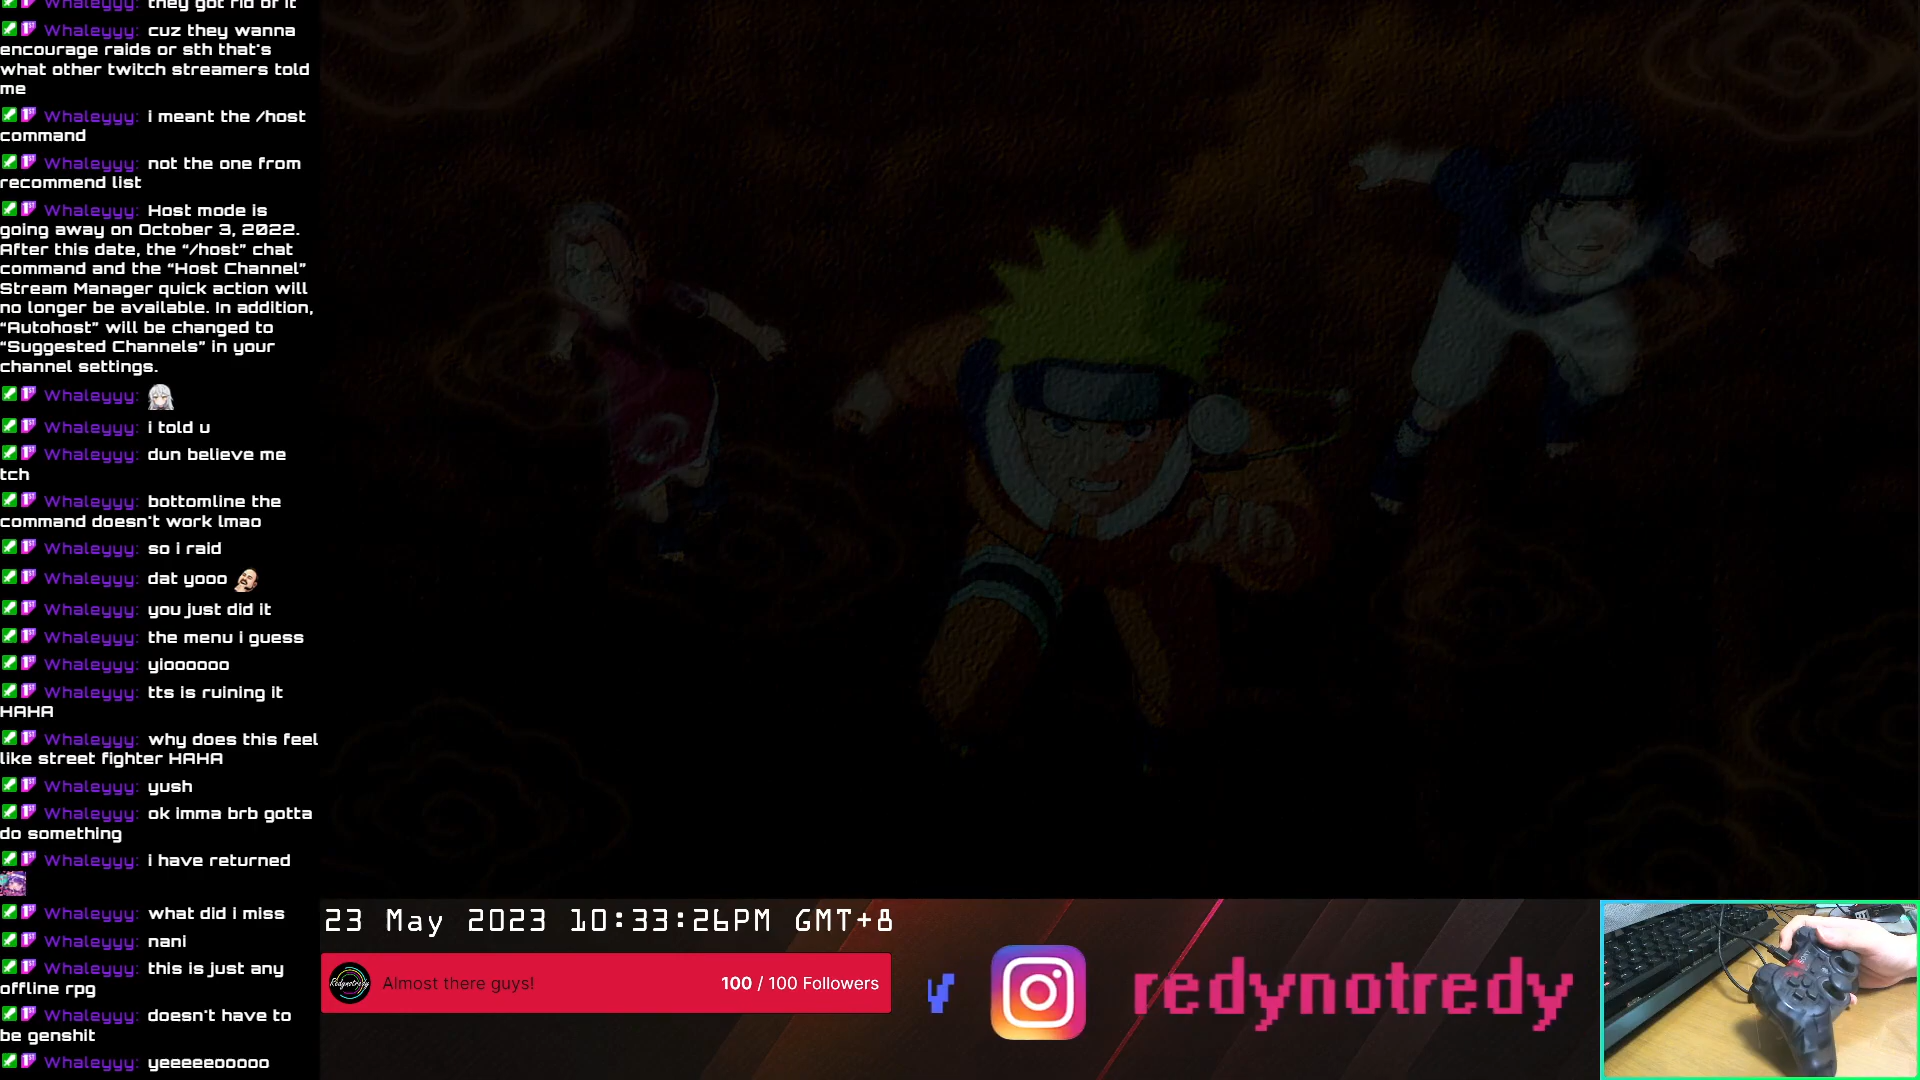 Whaleyyy: they got rid of it
Whaleyyy: cuz they wanna
encourage raids or sth that's
what other twitch streamers told
me
Whaleyyy: i meant the /host
command
Whaleyyy: not the one from
recommend list
Whaleyyy: Host mode is
going away on October 3, 2022.
After this date, the “/host” chat
command and the “Host Channel”
Stream Manager quick action will
no longer be available. In addition,
“Autohost” will be changed to
“Suggested Channels” in your
channel settings.
Whaleyyy:
Whaleyyy: i told u
Whaleyyy: dun believe me
tch
Whaleyyy: bottomline the
command doesn't work lmao
Whaleyyy: so i raid
Whaleyyy: dat yooo
Whaleyyy: you just did it
Whaleyyy: the menu i guess
Whaleyyy: yioooooo
Whaleyyy: tts is ruining it
HAHA
Whaleyyy: why does this feel
like street fighter HAHA
Whaleyyy: yush
Whaleyyy: ok imma brb gotta
do something
Whaleyyy: i have returned
Whaleyyy: what did i miss
Whaleyyy: nani
Whaleyyy: this is just any
offline rpg
Whaleyyy: doesn't have to
be genshit
Whaleyyy: yeeeeeooooo
23 May 2023 10:33:26PM GMT+8
Redynotredy
Almost there guys!
100 / 100 Followers
redynotredy